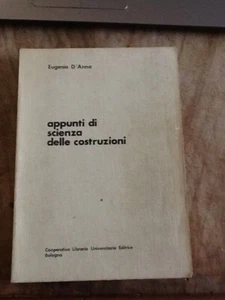 Eugenio D'Anna
appunti di
scienza
delle costruzioni
Cooperativa Libraria Universitaria Editrice
Bologna